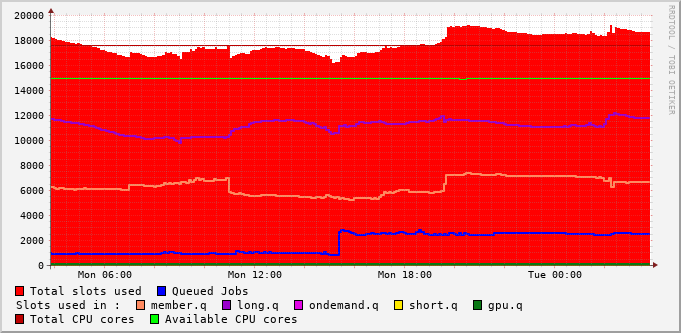 20000
18000
16000
14000
12000
10000
8000
6000
4000
2000
0
Mon 06:00 Mon 12:00 Mon 18:00 Tue 00:00
Total slots used Queued Jobs
Slots used in : member.q long.q ondemand.q short.q gpu.q
Total CPU cores Available CPU cores
RRDTOOL / TOBI OETIKER